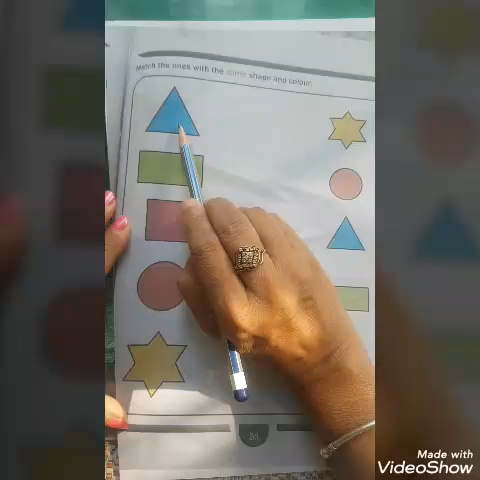 Match the ones with the same shape and colour.
Made with
VideoShow